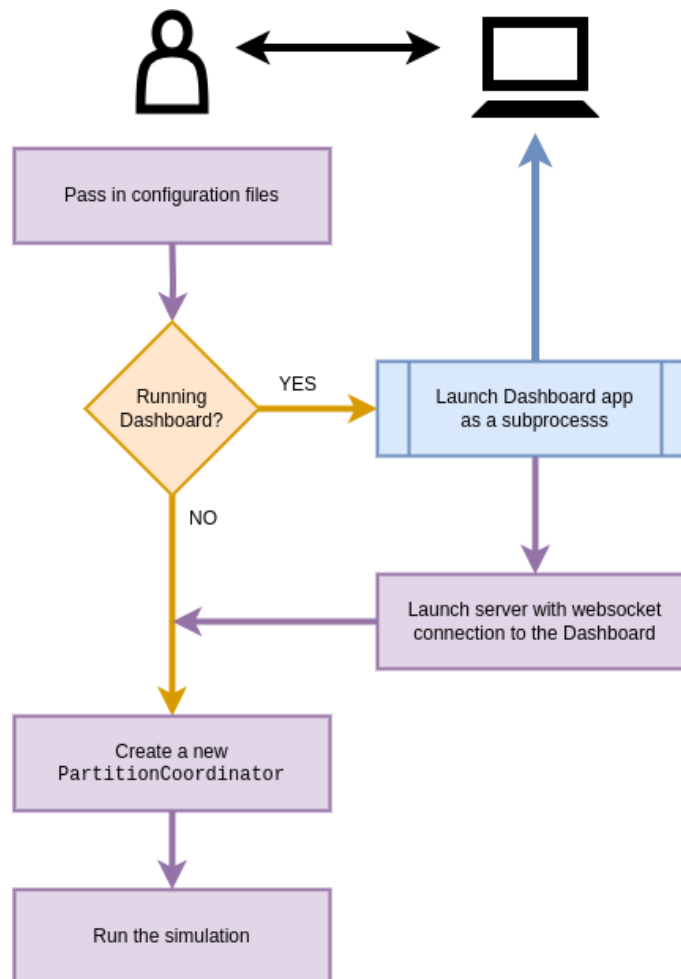 Pass in configuration files
Running
Dashboard?
YES
Launch Dashboard app
as a subprocesss
NO
Launch server with websocket
connection to the Dashboard
Create a new
PartitionCoordinator
Run the simulation